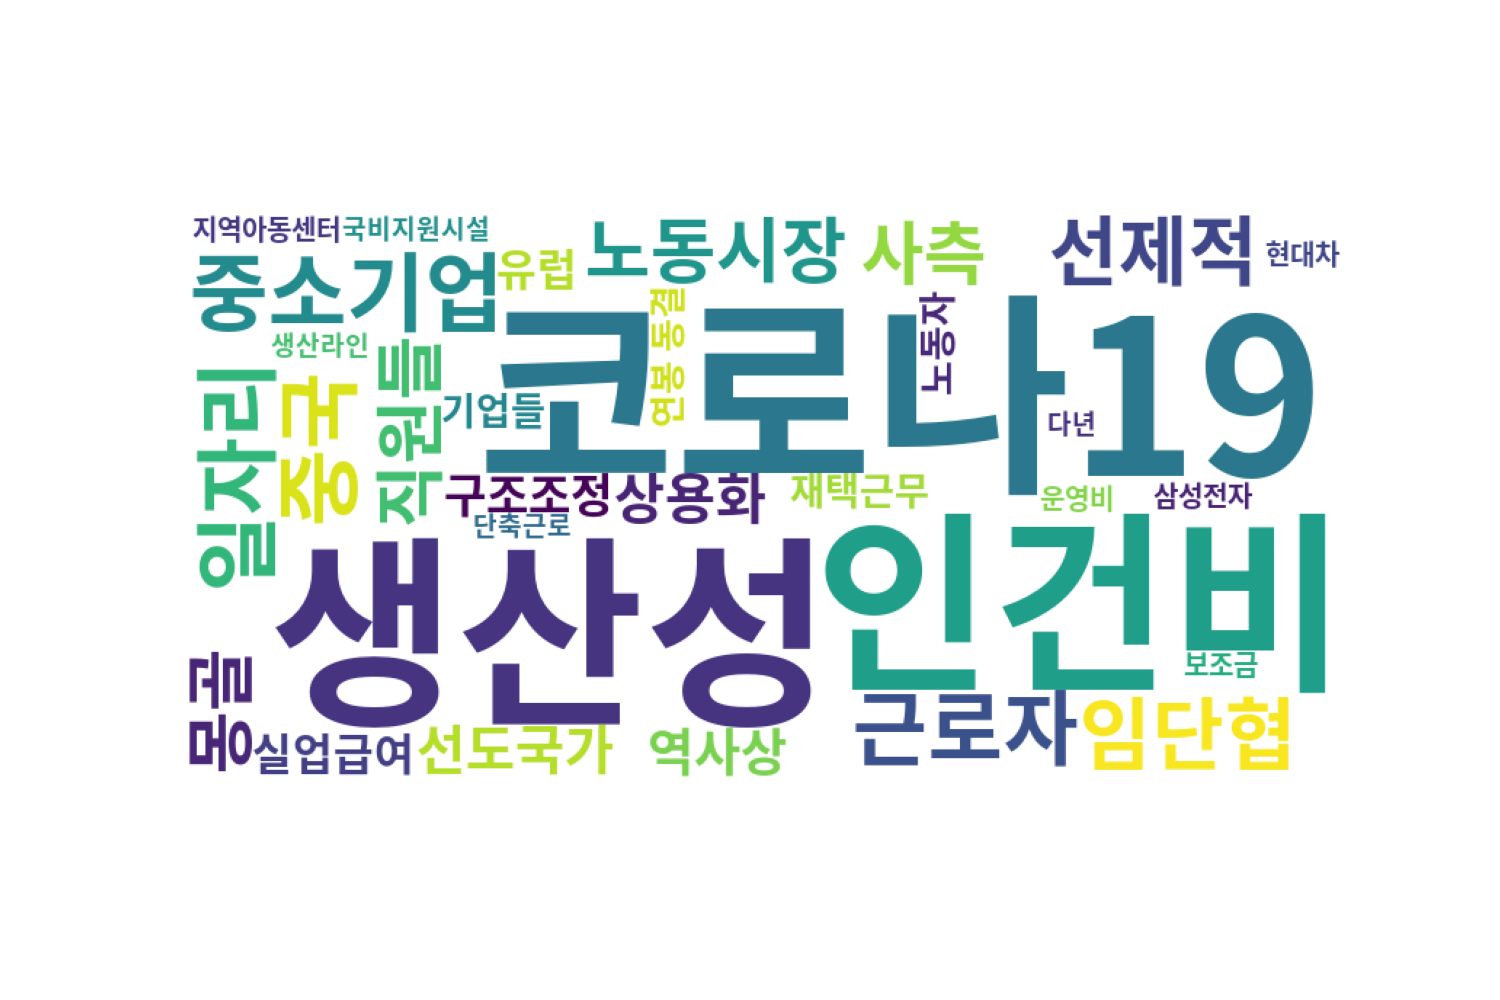 지역아동센터
국비지원시설
노동시장
사측
선제적
현대차
중소기업
유럽
연봉 동결
노동자
코로나19
생산라인
일자리
중국
직원들
기업들
다년
구조조정
상용화
재택근무
운영비
삼성전자
단축근로
생산성
인건비
보조금
몽골
실업급여
선도국가
역사상
근로자
임단협